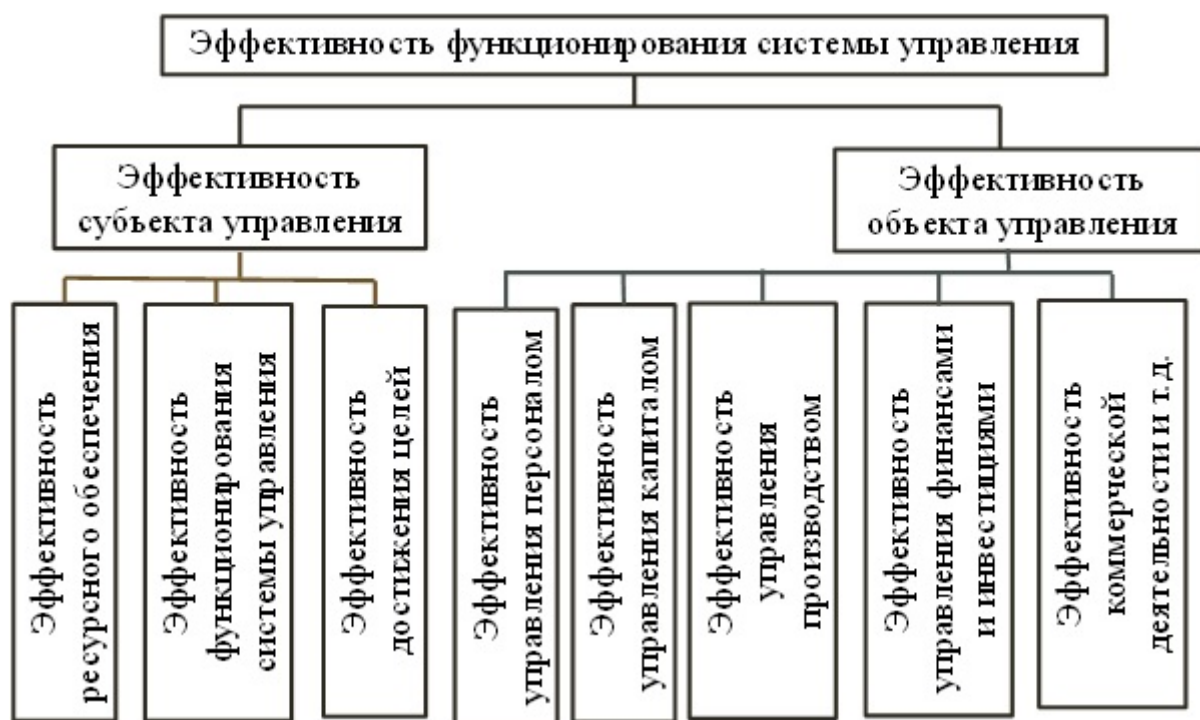 Эффективность функционирования системы управления
Эффективность
субъекта управления
Эффективность
объекта управления
Эффективность
ресурсного обеспечения
Эффективность
функционирования
системы управления
Эффективность
достижения целей
Эффективность
управления персоналом
Эффективность
управления капиталом
Эффективность
управления
производством
Эффективность
управления финансами
и инвестициями
Эффективность
коммерческой
деятельности и т.д.